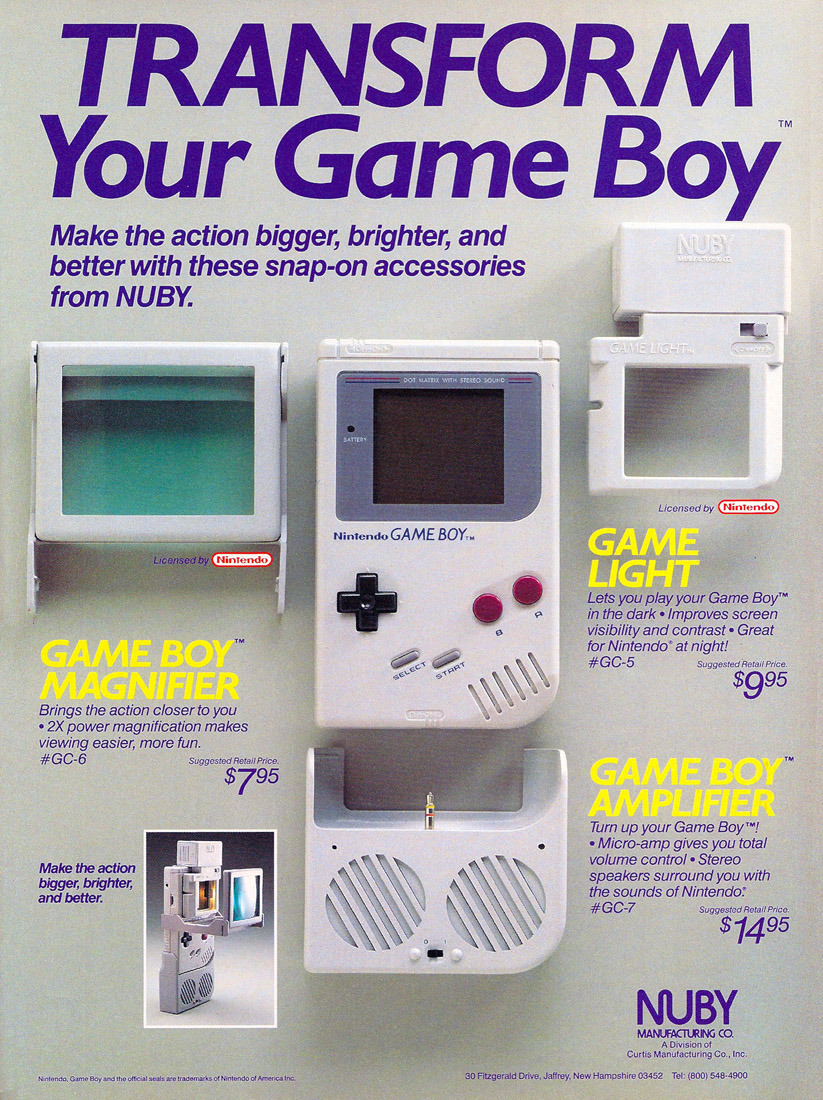 TRANSFORM
Your Game Boy™
Make the action bigger, brighter, and
better with these snap-on accessories
from NUBY.
NUBY
MANUFACTURING CO.
GAME LIGHT™
DOT MATRIX WITH STEREO SOUND
BATTERY
Nintendo GAME BOY™
B
A
SELECT
START
Licensed by Nintendo
GAME BOY™
MAGNIFIER
Brings the action closer to you
• 2X power magnification makes
viewing easier, more fun.
#GC-6
Suggested Retail Price.
$7.95
Licensed by Nintendo
GAME
LIGHT
Lets you play your Game Boy™
in the dark • Improves screen
visibility and contrast • Great
for Nintendo® at night!
#GC-5
Suggested Retail Price.
$9.95
GAME BOY™
AMPLIFIER
Turn up your Game Boy™!
• Micro-amp gives you total
volume control • Stereo
speakers surround you with
the sounds of Nintendo.®
#GC-7
Suggested Retail Price.
$14.95
0 1
Make the action
bigger, brighter,
and better.
NUBY
MANUFACTURING CO.
A Division of
Curtis Manufacturing Co., Inc.
Nintendo, Game Boy and the official seals are trademarks of Nintendo of America Inc.
30 Fitzgerald Drive, Jaffrey, New Hampshire 03452 Tel: (800) 548-4900